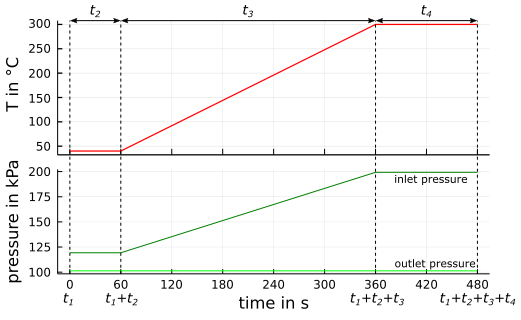 t₂ t₃ t₄
300
250
200
150
100
50
T in °C
200
175
150
125
100
pressure in kPa
inlet pressure
outlet pressure
0 60 120 180 240 300 360 420 480
t₁ t₁+t₂ t₁+t₂+t₃ t₁+t₂+t₃+t₄
time in s